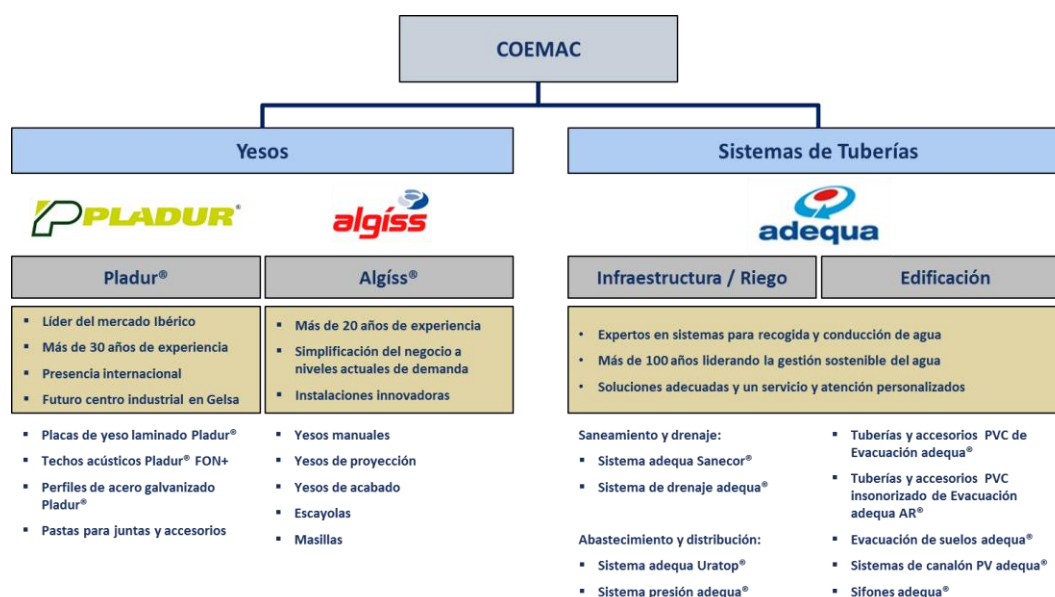 COEMAC
Yesos
Sistemas de Tuberías
PPLADUR®
algíss
adequa
Pladur®
Algíss®
Infraestructura / Riego
Edificación
▪ Líder del mercado Ibérico
▪ Más de 30 años de experiencia
▪ Presencia internacional
▪ Futuro centro industrial en Gelsa
▪ Más de 20 años de experiencia
▪ Simplificación del negocio a
niveles actuales de demanda
▪ Instalaciones innovadoras
• Expertos en sistemas para recogida y conducción de agua
• Más de 100 años liderando la gestión sostenible del agua
• Soluciones adecuadas y un servicio y atención personalizados
▪ Placas de yeso laminado Pladur®
▪ Techos acústicos Pladur® FON+
▪ Perfiles de acero galvanizado
Pladur®
▪ Pastas para juntas y accesorios
▪ Yesos manuales
▪ Yesos de proyección
▪ Yesos de acabado
▪ Escayolas
▪ Masillas
Saneamiento y drenaje:
▪ Sistema adequa Sanecor®
▪ Sistema de drenaje adequa®
Abastecimiento y distribución:
▪ Sistema adequa Uratop®
▪ Sistema presión adequa®
▪ Tuberías y accesorios PVC de
Evacuación adequa®
▪ Tuberías y accesorios PVC
insonorizado de Evacuación
adequa AR®
▪ Evacuación de suelos adequa®
▪ Sistemas de canalón PV adequa®
▪ Sifones adequa®